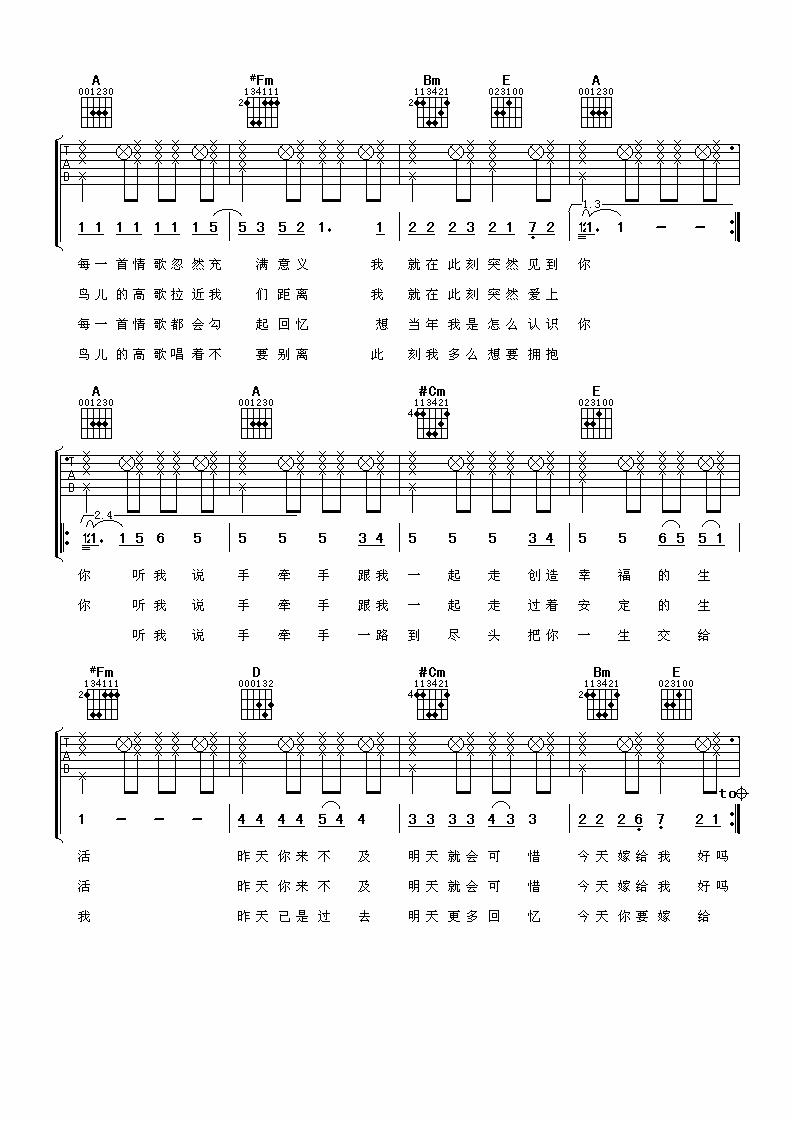 A #Fm Bm E A
001230 134111 113421 023100 001230
2 2
T
A
B
1.3
1 1 1 1 1 1 1 5 5 3 5 2 1. 1 2 2 2 3 2 1 7 2 1 2 1. 1 - -
每一首情歌忽然充 满意义 我 就在此刻突然见到 你
鸟儿的高歌拉近我 们距离 我 就在此刻突然爱上
每一首情歌都会勾 起回忆 想 当年我是怎么认识 你
鸟儿的高歌唱着不 要别离 此 刻我多么想要拥抱
A A #Cm E
001230 001230 113421 023100
4
T
A
B
2.4
1 2 1. 1 5 6 5 5 5 5 3 4 5 5 5 3 4 5 5 6 5 5 1
你 听我 说 手 牵 手 跟我 一 起 走 创造 幸 福 的 生
你 听我 说 手 牵 手 跟我 一 起 走 过着 安 定 的 生
听我 说 手 牵 手 一路 到 尽 头 把你 一 生 交 给
#Fm D #Cm Bm E
134111 000132 113421 113421 023100
2 4 2
T
A
B
to
1 - - - 4 4 4 4 5 4 4 3 3 3 3 4 3 3 2 2 2 6 7 2 1
活 昨天你来不 及 明天就会可 惜 今天嫁给我 好吗
活 昨天你来不 及 明天就会可 惜 今天嫁给我 好吗
我 昨天已是过 去 明天更多回 忆 今天你要嫁 给